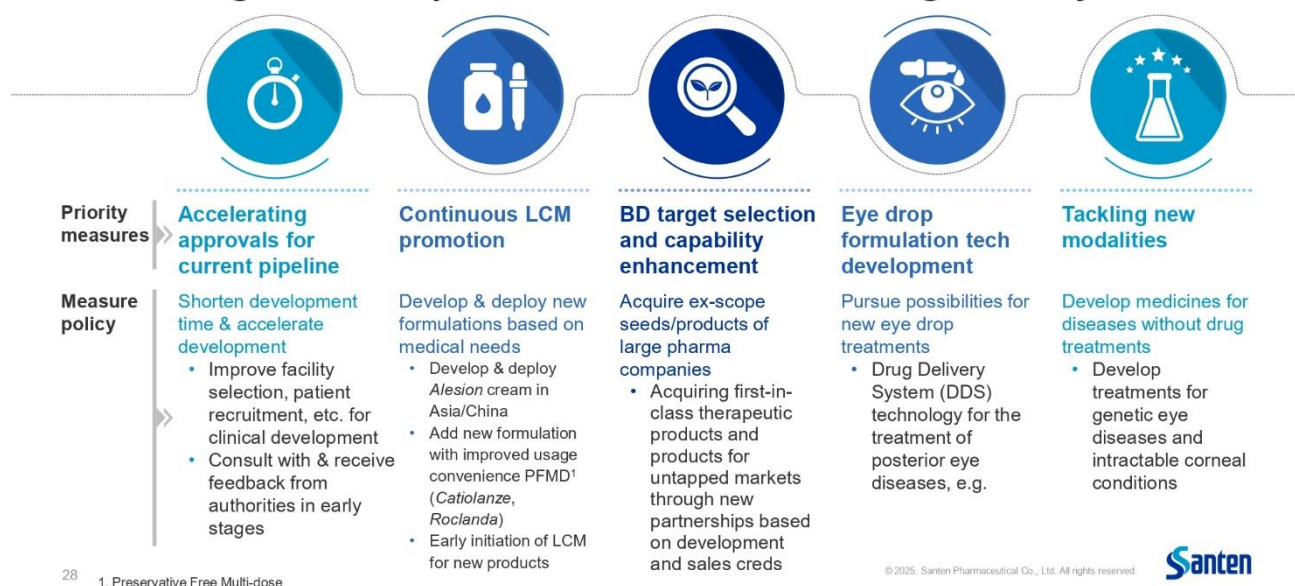 Priority
measures
Accelerating
approvals for
current pipeline
Continuous LCM
promotion
BD target selection
and capability
enhancement
Eye drop
formulation tech
development
Tackling new
modalities
Measure
policy
Shorten development
time & accelerate
development
• Improve facility
selection, patient
recruitment, etc. for
clinical development
• Consult with & receive
feedback from
authorities in early
stages
Develop & deploy new
formulations based on
medical needs
• Develop & deploy
Alesion cream in
Asia/China
• Add new formulation
with improved usage
convenience PFMD¹
(Catiolanze,
Roclanda)
• Early initiation of LCM
for new products
Acquire ex-scope
seeds/products of
large pharma
companies
• Acquiring first-in-
class therapeutic
products and
products for
untapped markets
through new
partnerships based
on development
and sales creds
Pursue possibilities for
new eye drop
treatments
• Drug Delivery
System (DDS)
technology for the
treatment of
posterior eye
diseases, e.g.
Develop medicines for
diseases without drug
treatments
• Develop
treatments for
genetic eye
diseases and
intractable corneal
conditions
28
1. Preservative Free Multi-dose
©2025. Santen Pharmaceutical Co., Ltd. All rights reserved.
Santen